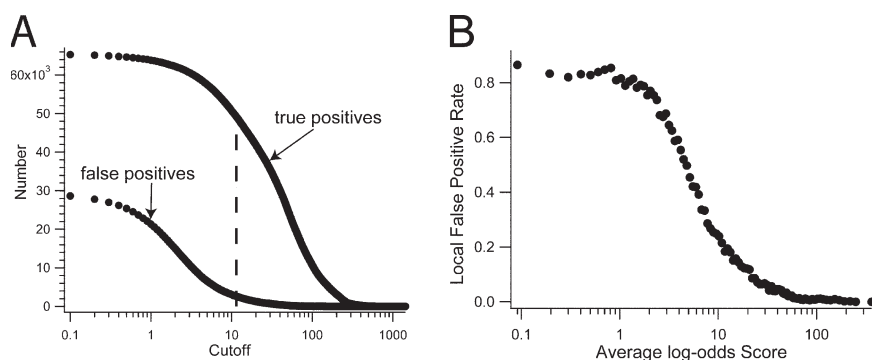 A
60x10³
50
40
30
20
10
0
Number
true positives
false positives
0.1 1 10 100 1000
Cutoff
B
0.8
0.6
0.4
0.2
0.0
Local False Positive Rate
0.1 1 10 100
Average log-odds Score